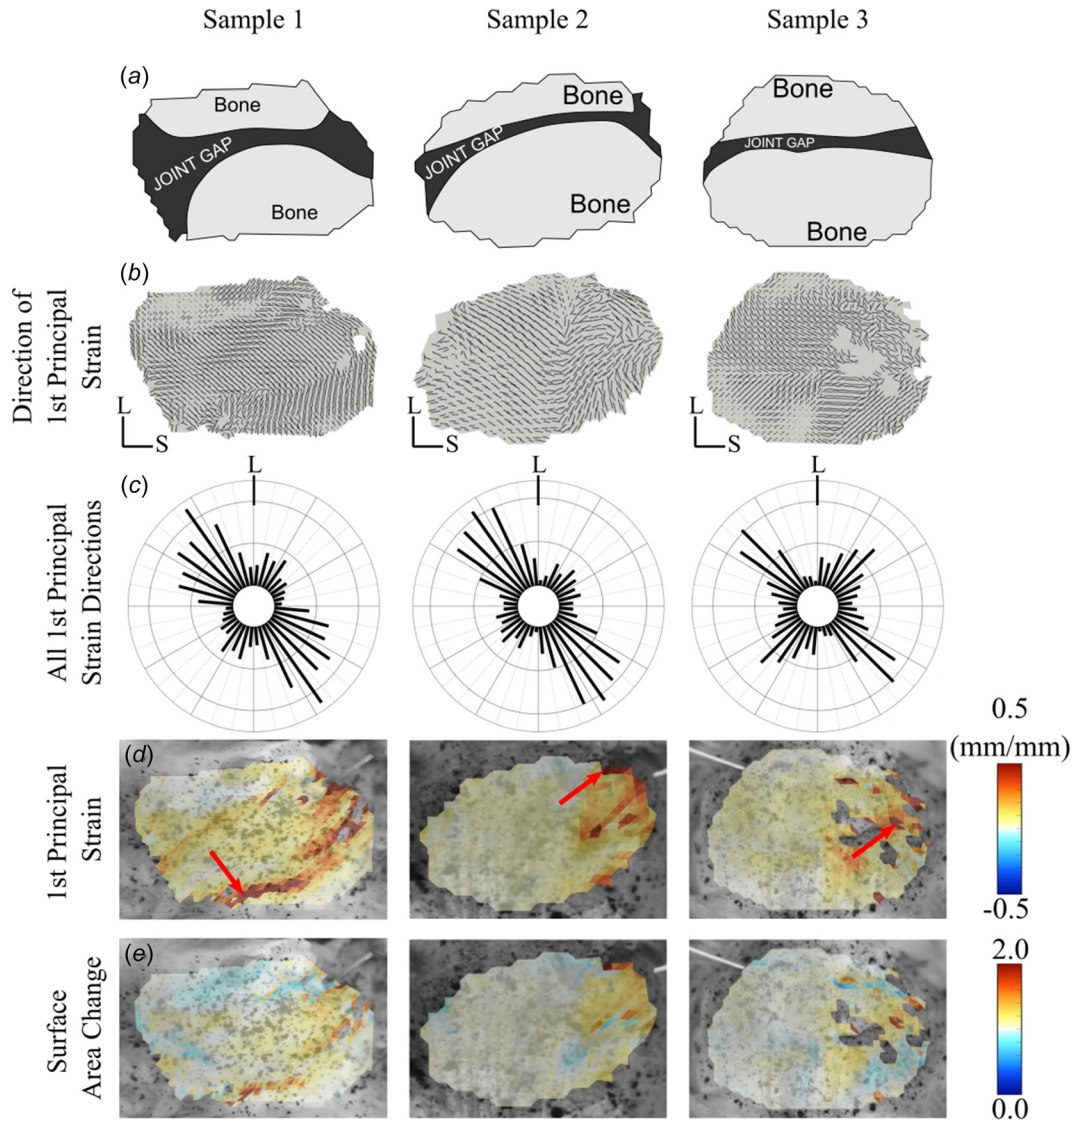 Sample 1
Sample 2
Sample 3
(a)
Bone
JOINT GAP
Bone
Bone
JOINT GAP
Bone
Bone
JOINT GAP
Bone
Direction of
1st Principal
Strain
(b)
L
S
L
S
L
S
All 1st Principal
Strain Directions
(c)
L
L
L
1st Principal
Strain
(d)
0.5
(mm/mm)
-0.5
Surface
Area Change
(e)
2.0
0.0